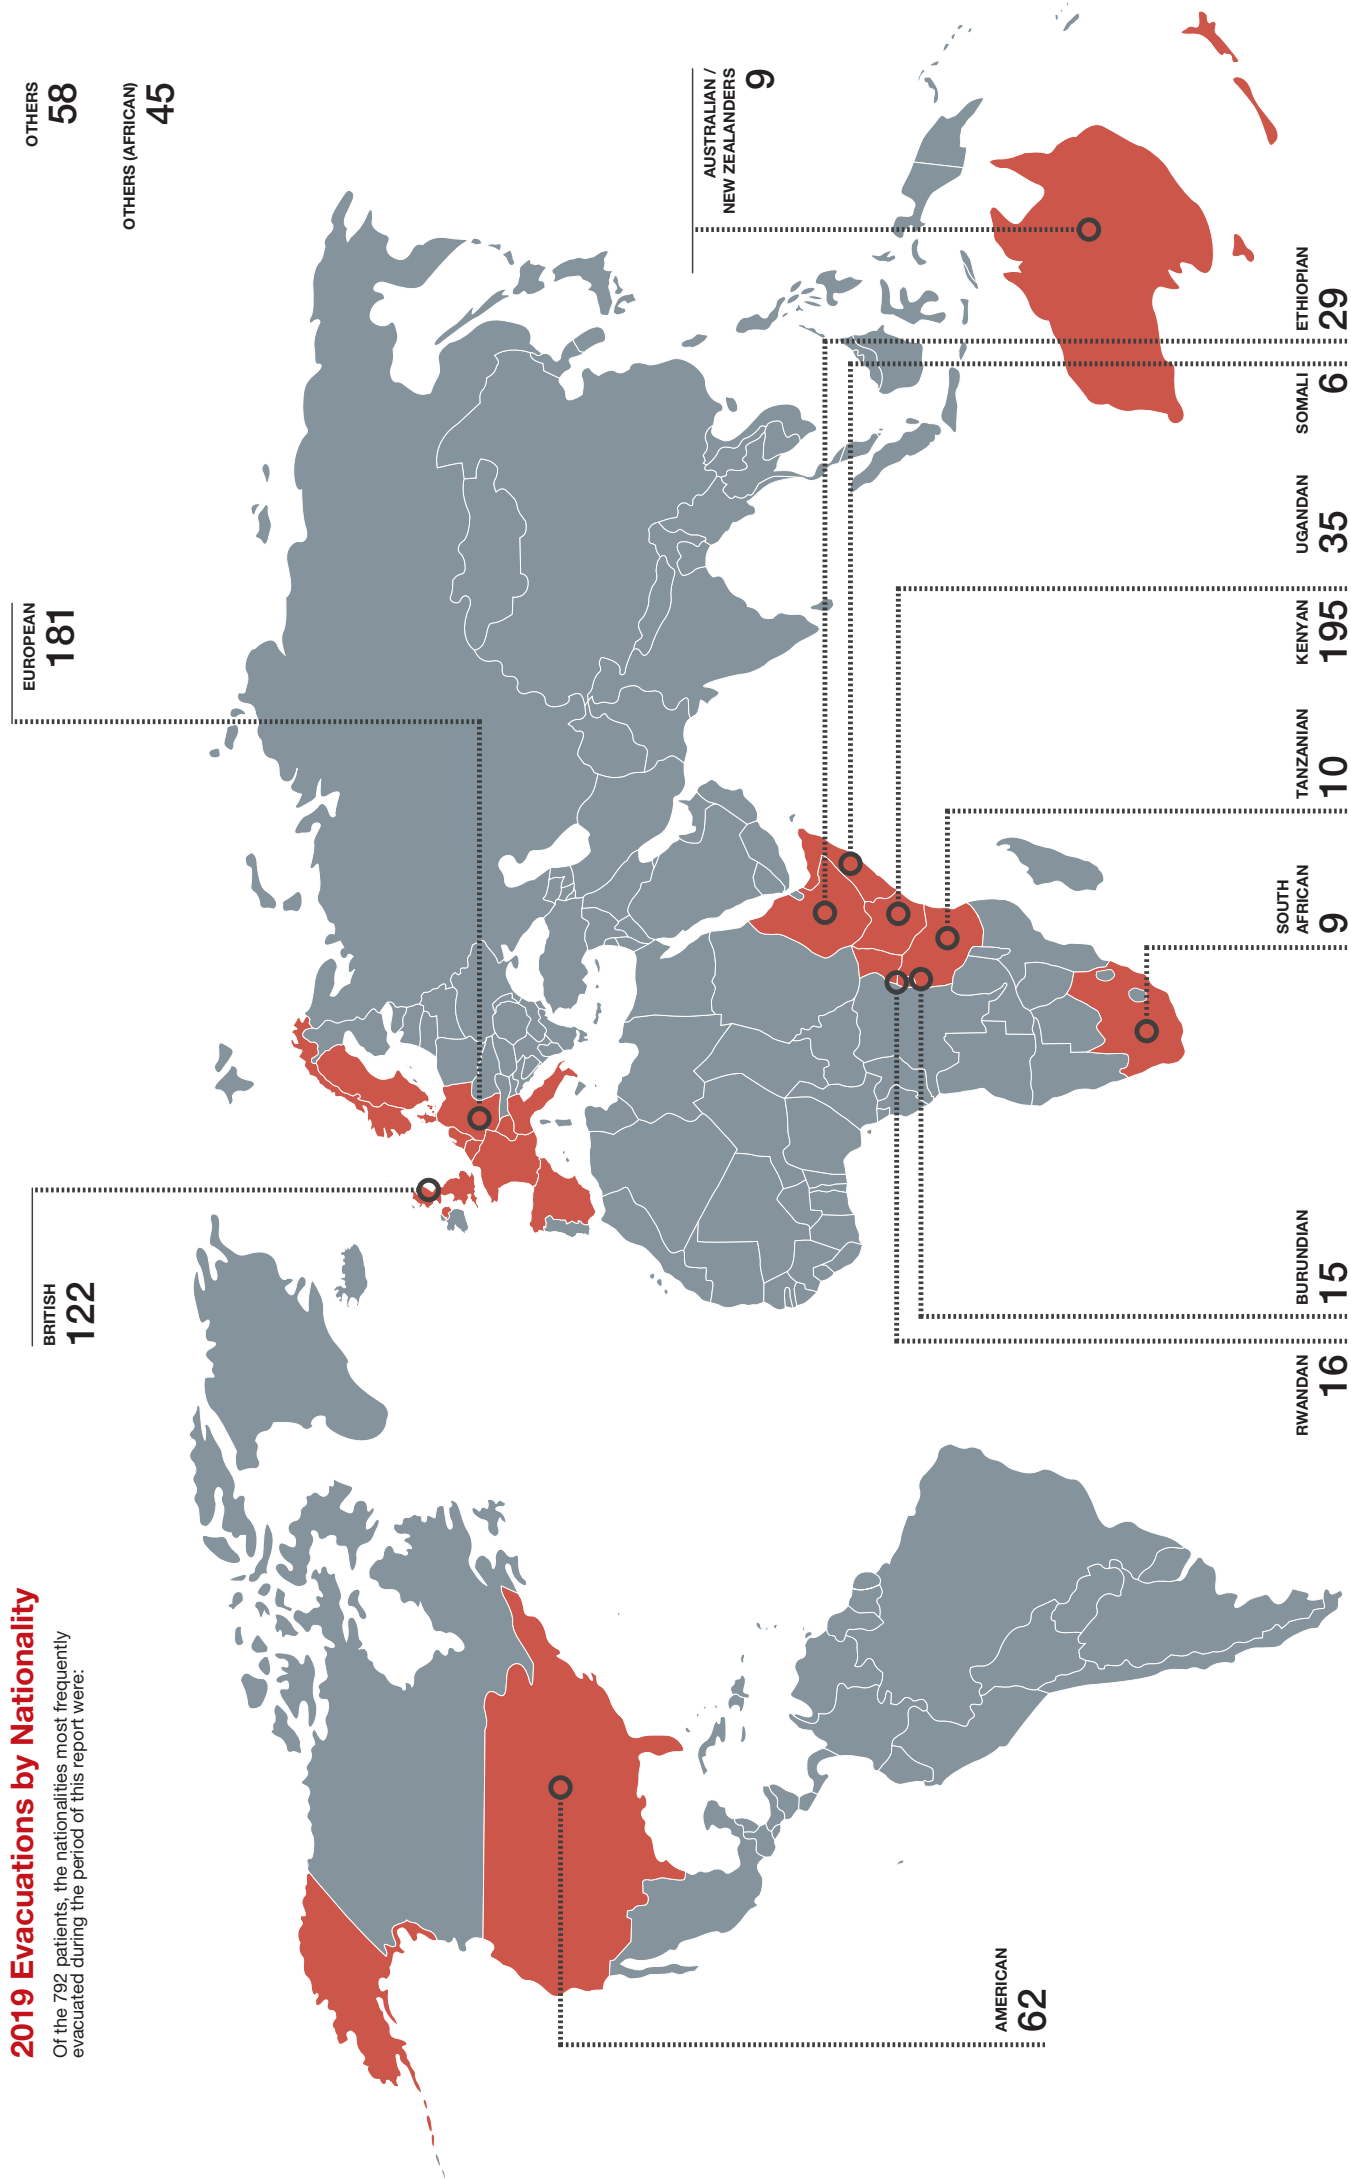 2019 Evacuations by Nationality
Of the 792 patients, the nationalities most frequently
evacuated during the period of this report were:
BRITISH
122
EUROPEAN
181
OTHERS
58
OTHERS (AFRICAN)
45
AUSTRALIAN /
NEW ZEALANDERS
9
AMERICAN
62
RWANDAN
16
BURUNDIAN
15
SOUTH
AFRICAN
9
TANZANIAN
10
KENYAN
195
UGANDAN
35
SOMALI
6
ETHIOPIAN
29